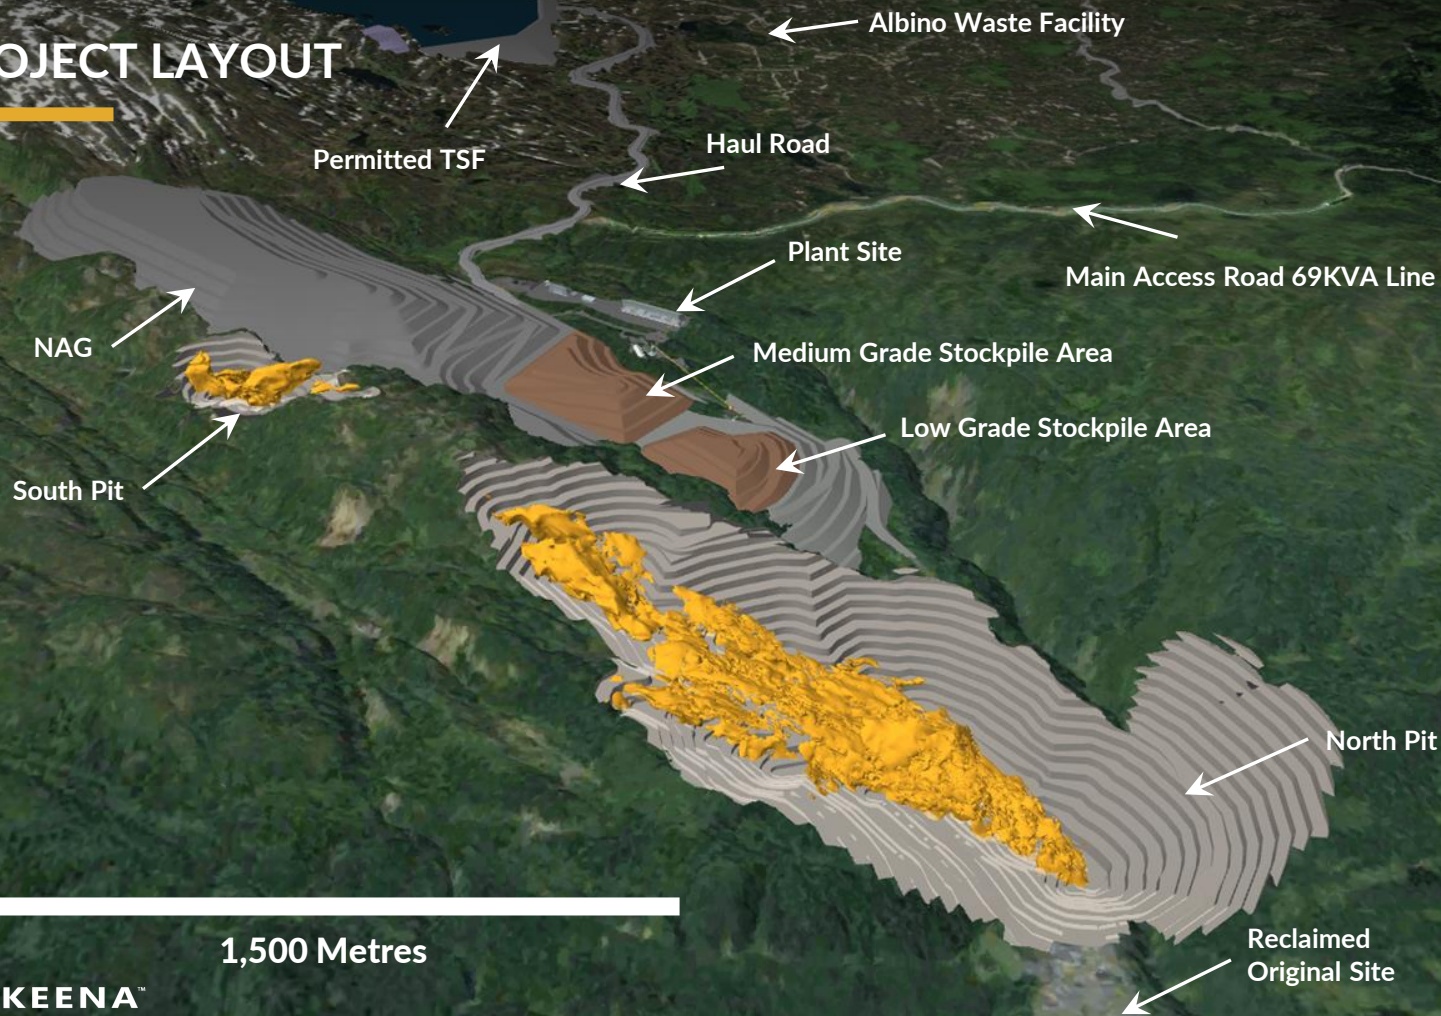 Albino Waste Facility
OJECT LAYOUT
Permitted TSF
Haul Road
Plant Site
Main Access Road 69KVA Line
NAG
Medium Grade Stockpile Area
Low Grade Stockpile Area
South Pit
North Pit
1,500 Metres
Reclaimed
Original Site
KEENA™